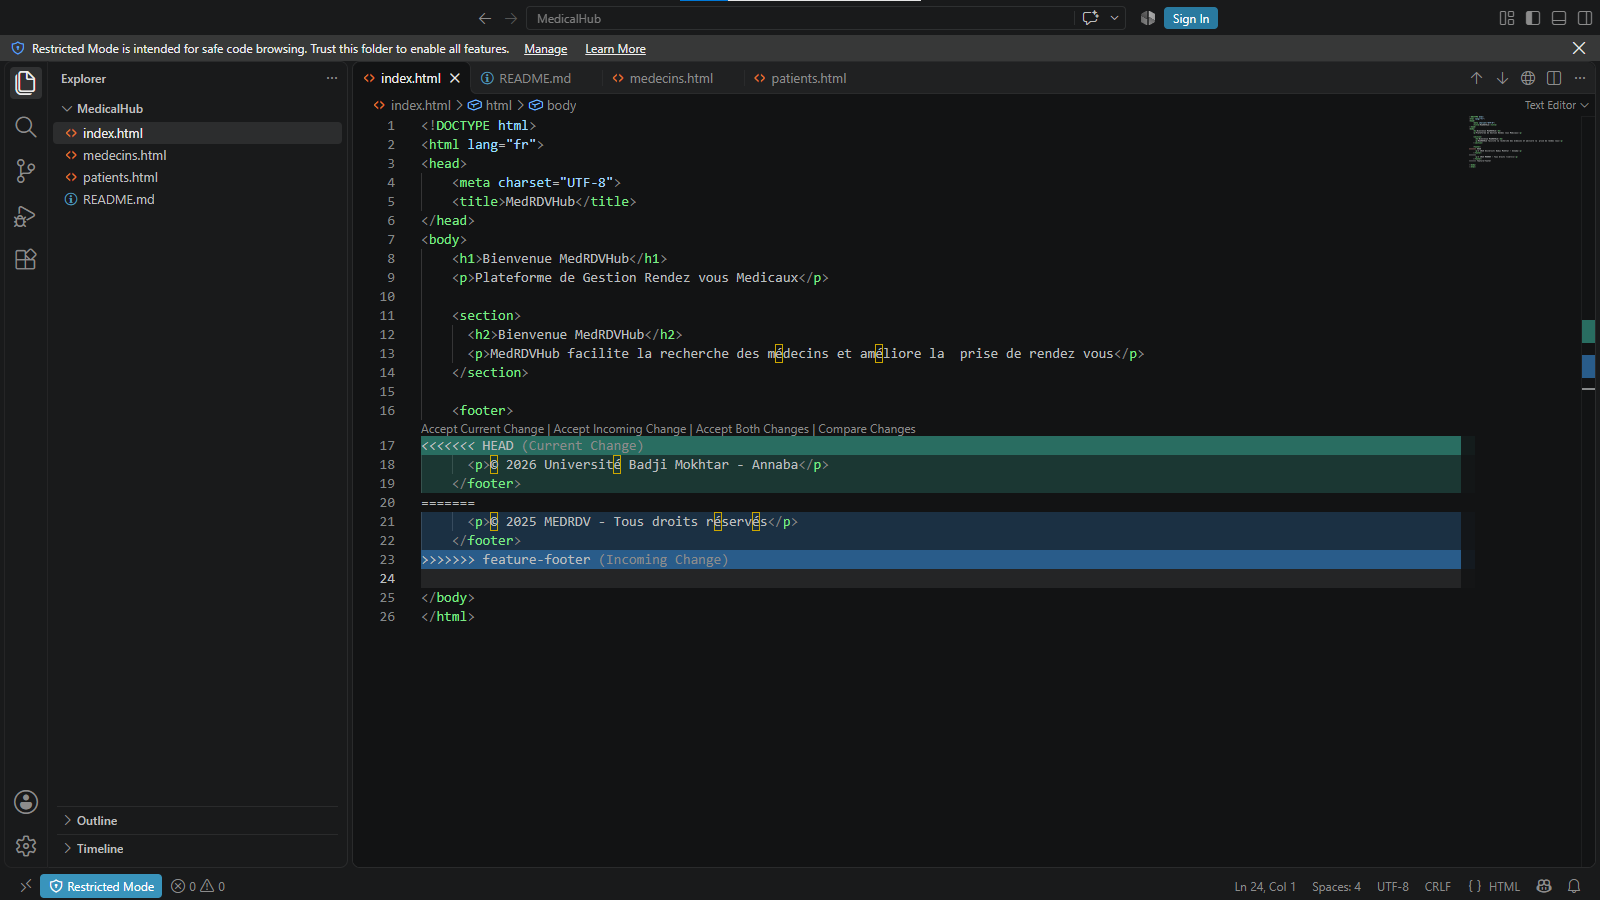 MedicalHub
Sign In
Restricted Mode is intended for safe code browsing. Trust this folder to enable all features. Manage Learn More
Explorer
MedicalHub
index.html
medecins.html
patients.html
README.md
Outline
Timeline
index.html README.md medecins.html patients.html
index.html > html > body
Text Editor
1 <!DOCTYPE html>
2 <html lang="fr">
3 <head>
4 <meta charset="UTF-8">
5 <title>MedRDVHub</title>
6 </head>
7 <body>
8 <h1>Bienvenue MedRDVHub</h1>
9 <p>Plateforme de Gestion Rendez vous Medicaux</p>
10
11 <section>
12 <h2>Bienvenue MedRDVHub</h2>
13 <p>MedRDVHub facilite la recherche des médecins et améliore la  prise de rendez vous</p>
14 </section>
15
16 <footer>
Accept Current Change | Accept Incoming Change | Accept Both Changes | Compare Changes
17 <<<<<<< HEAD (Current Change)
18 <p>© 2026 Université Badji Mokhtar - Annaba</p>
19 </footer>
20 =======
21 <p>© 2025 MEDRDV - Tous droits réservés</p>
22 </footer>
23 >>>>>>> feature-footer (Incoming Change)
24
25 </body>
26 </html>
Restricted Mode 0 0
Ln 24, Col 1 Spaces: 4 UTF-8 CRLF { } HTML